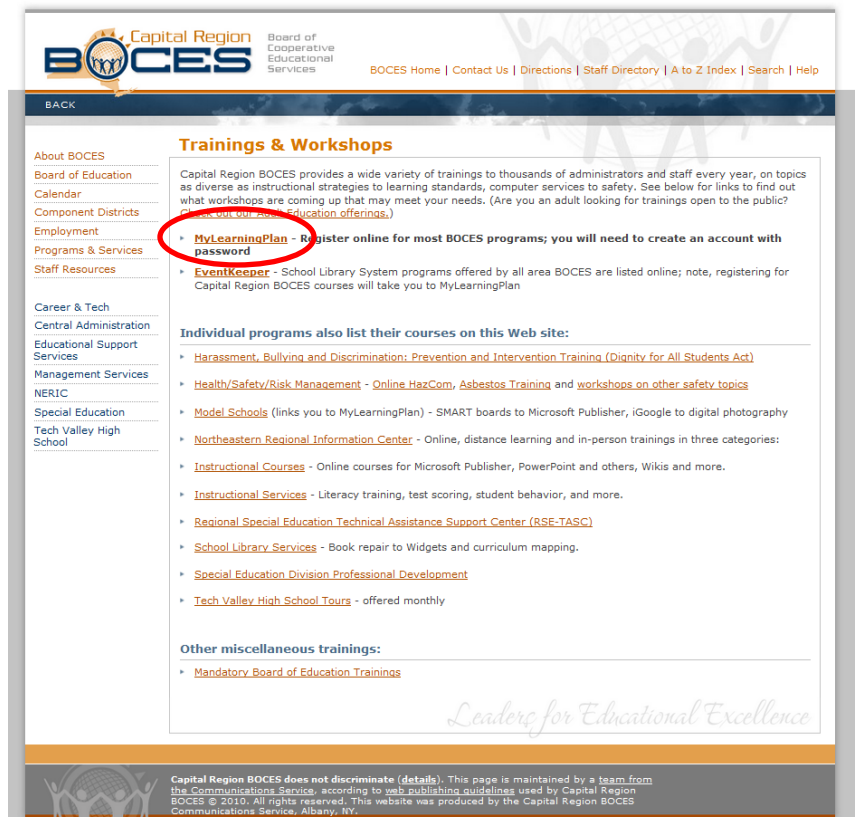 Capital Region
BOCES
Board of
Cooperative
Educational
Services
BOCES Home | Contact Us | Directions | Staff Directory | A to Z Index | Search | Help
BACK
About BOCES
Board of Education
Calendar
Component Districts
Employment
Programs & Services
Staff Resources
Career & Tech
Central Administration
Educational Support
Services
Management Services
NERIC
Special Education
Tech Valley High
School
Trainings & Workshops
Capital Region BOCES provides a wide variety of trainings to thousands of administrators and staff every year, on topics
as diverse as instructional strategies to learning standards, computer services to safety. See below for links to find out
what workshops are coming up that may meet your needs. (Are you an adult looking for trainings open to the public?
Check out our Adult Education offerings.)
MyLearningPlan - Register online for most BOCES programs; you will need to create an account with
password
EventKeeper - School Library System programs offered by all area BOCES are listed online; note, registering for
Capital Region BOCES courses will take you to MyLearningPlan
Individual programs also list their courses on this Web site:
Harassment, Bullying and Discrimination: Prevention and Intervention Training (Dignity for All Students Act)
Health/Safety/Risk Management - Online HazCom, Asbestos Training and workshops on other safety topics
Model Schools (links you to MyLearningPlan) - SMART boards to Microsoft Publisher, iGoogle to digital photography
Northeastern Regional Information Center - Online, distance learning and in-person trainings in three categories:
Instructional Courses - Online courses for Microsoft Publisher, PowerPoint and others, Wikis and more.
Instructional Services - Literacy training, test scoring, student behavior, and more.
Regional Special Education Technical Assistance Support Center (RSE-TASC)
School Library Services - Book repair to Widgets and curriculum mapping.
Special Education Division Professional Development
Tech Valley High School Tours - offered monthly
Other miscellaneous trainings:
Mandatory Board of Education Trainings
Leaders for Educational Excellence
Capital Region BOCES does not discriminate (details). This page is maintained by a team from
the Communications Service, according to web publishing guidelines used by Capital Region
BOCES © 2010. All rights reserved. This website was produced by the Capital Region BOCES
Communications Service, Albany, NY.